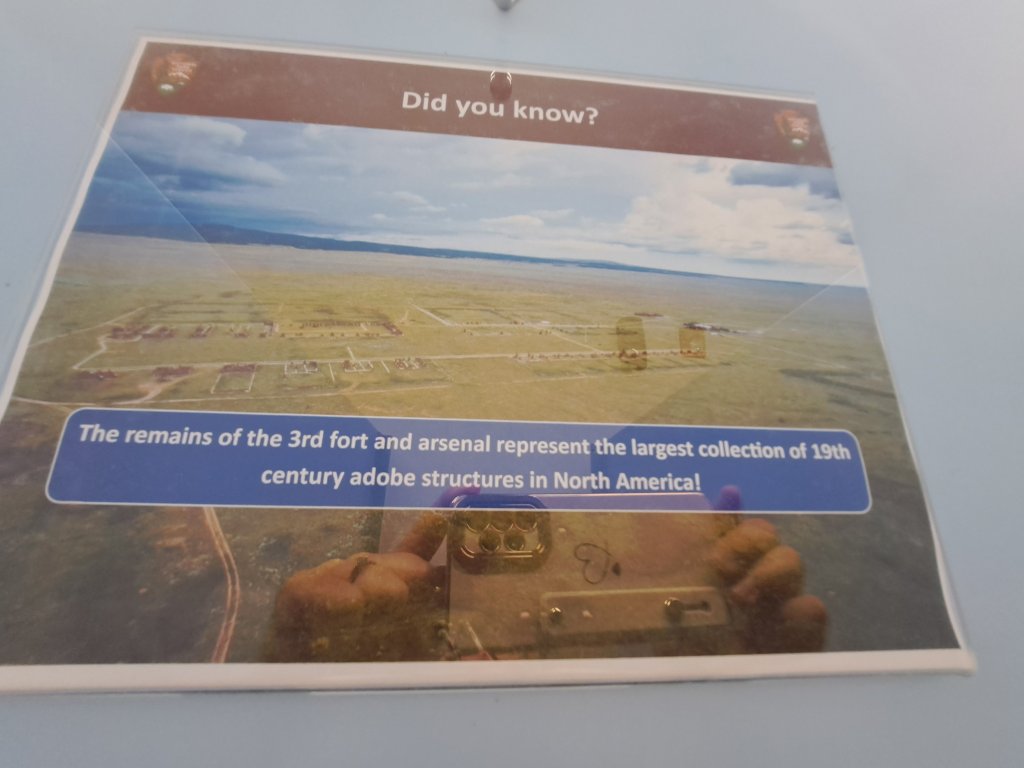 Did you know?
The remains of the 3rd fort and arsenal represent the largest collection of 19th
century adobe structures in North America!